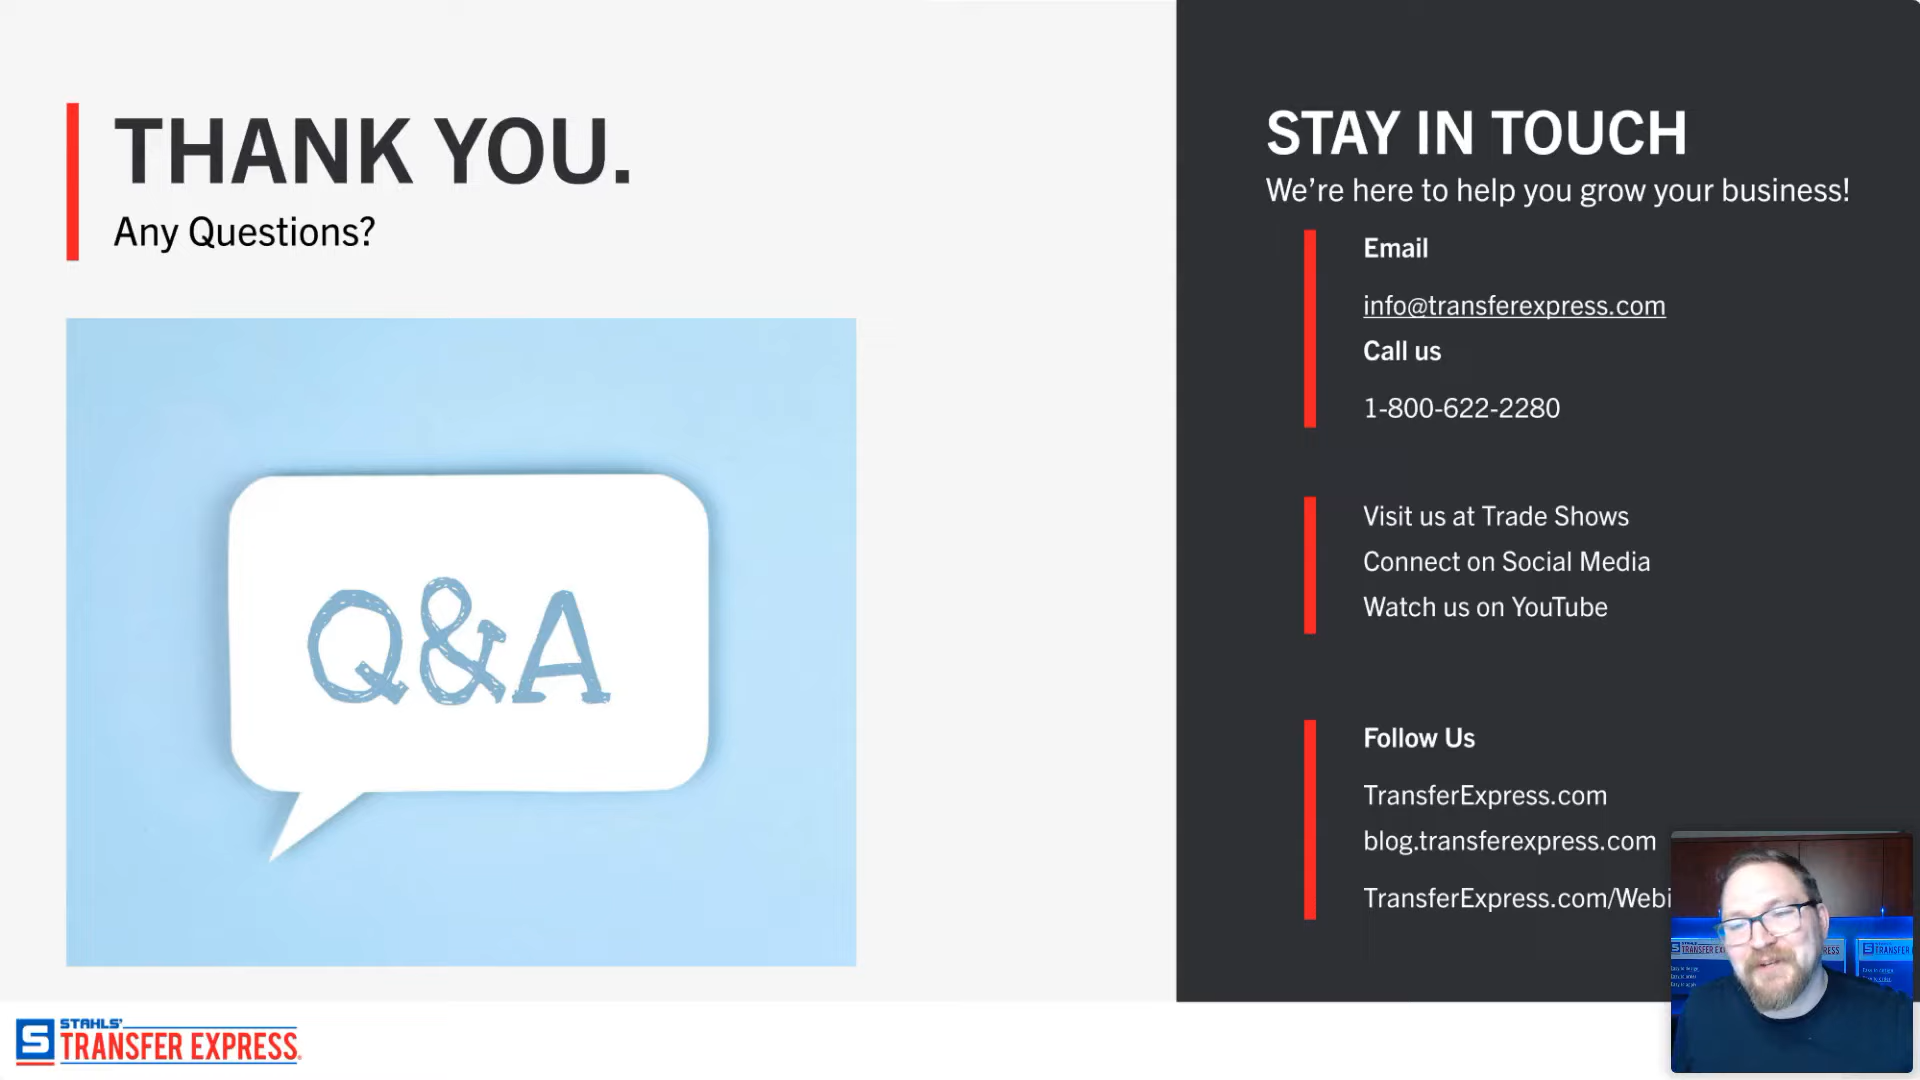 THANK YOU.
Any Questions?
Q&A
STAY IN TOUCH
We're here to help you grow your business!
Email
info@transferexpress.com
Call us
1-800-622-2280
Visit us at Trade Shows
Connect on Social Media
Watch us on YouTube
Follow Us
TransferExpress.com
blog.transferexpress.com
TransferExpress.com/Webi
STAHLS'
TRANSFER EXPRESS